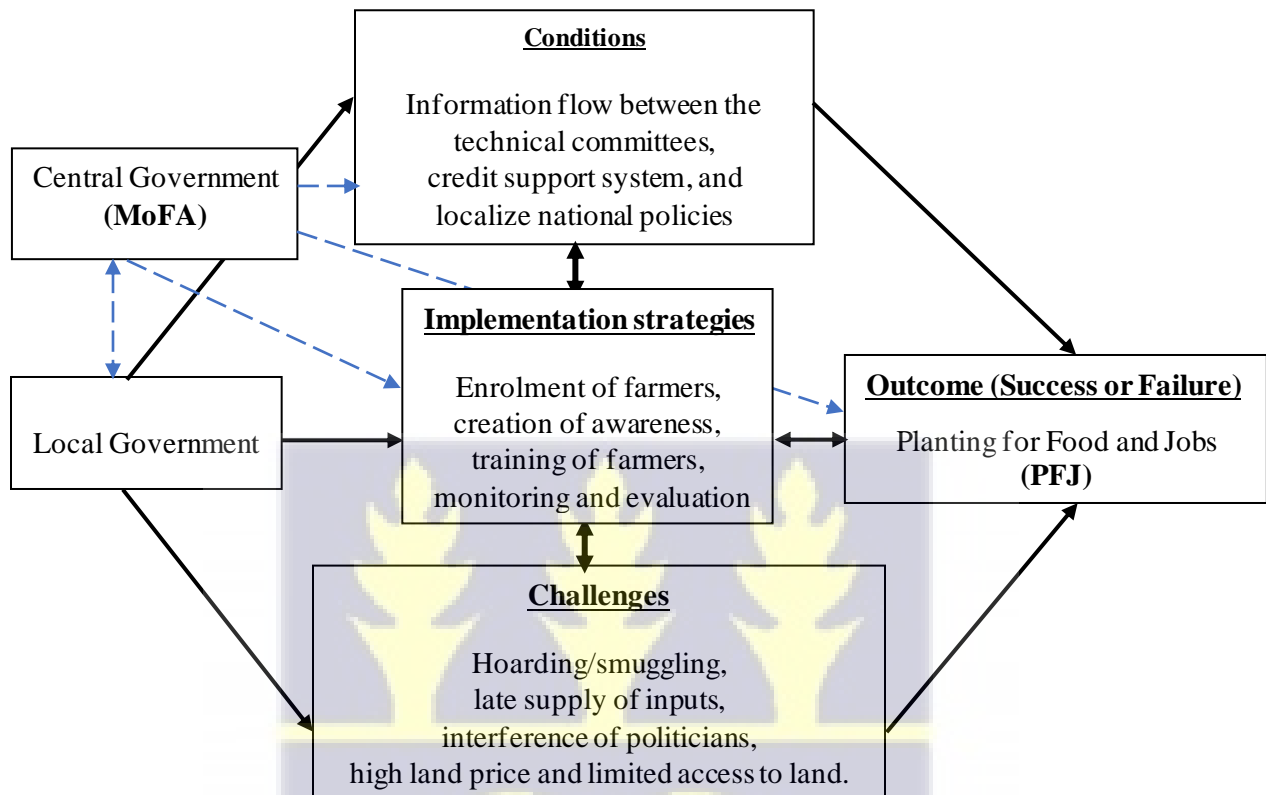 Conditions
Information flow between the
technical committees,
credit support system, and
localize national policies
Central Government
(MoFA)
Implementation strategies
Enrolment of farmers,
creation of awareness,
training of farmers,
monitoring and evaluation
Outcome (Success or Failure)
Planting for Food and Jobs
(PFJ)
Local Government
Challenges
Hoarding/smuggling,
late supply of inputs,
interference of politicians,
high land price and limited access to land.